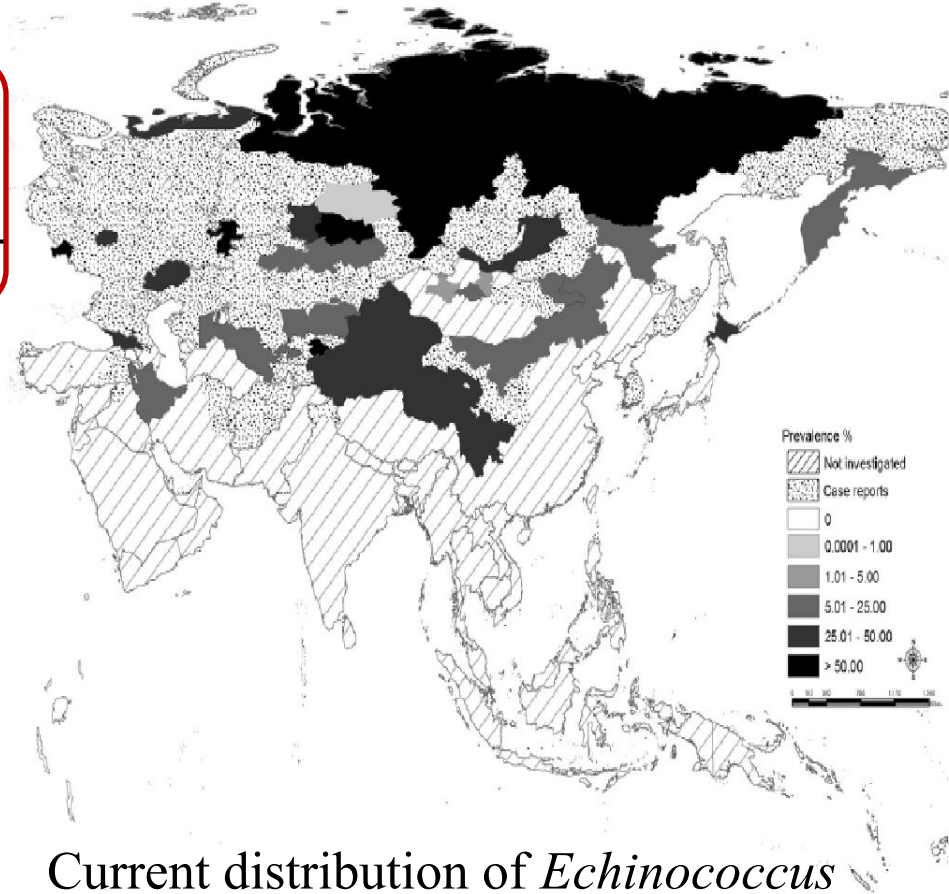 Prevalence %
Not investigated
Case reports
0
0.0001 - 1.00
1.01 - 5.00
5.01 - 25.00
25.01 - 50.00
> 50.00
Current distribution of Echinococcus